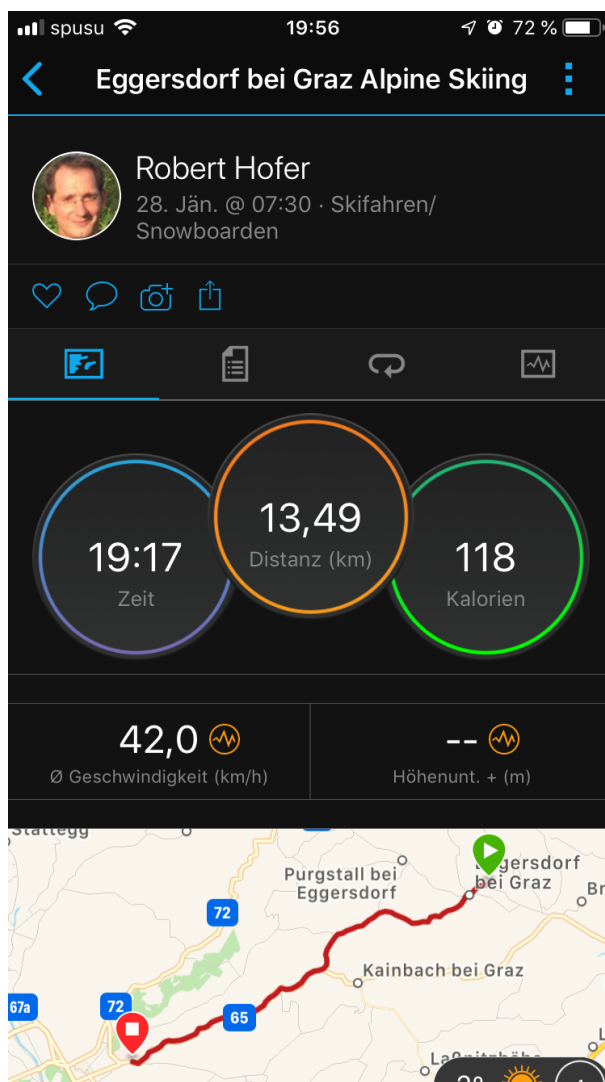 spusu
19:56
72 %
Eggersdorf bei Graz Alpine Skiing
Robert Hofer
28. Jän. @ 07:30 · Skifahren/
Snowboarden
13,49
Distanz (km)
19:17
Zeit
118
Kalorien
42,0
Ø Geschwindigkeit (km/h)
--
Höhenunt. + (m)
Stattegg
Purgstall bei
Eggersdorf
bei Graz
72
Kainbach bei Graz
67a
72
65